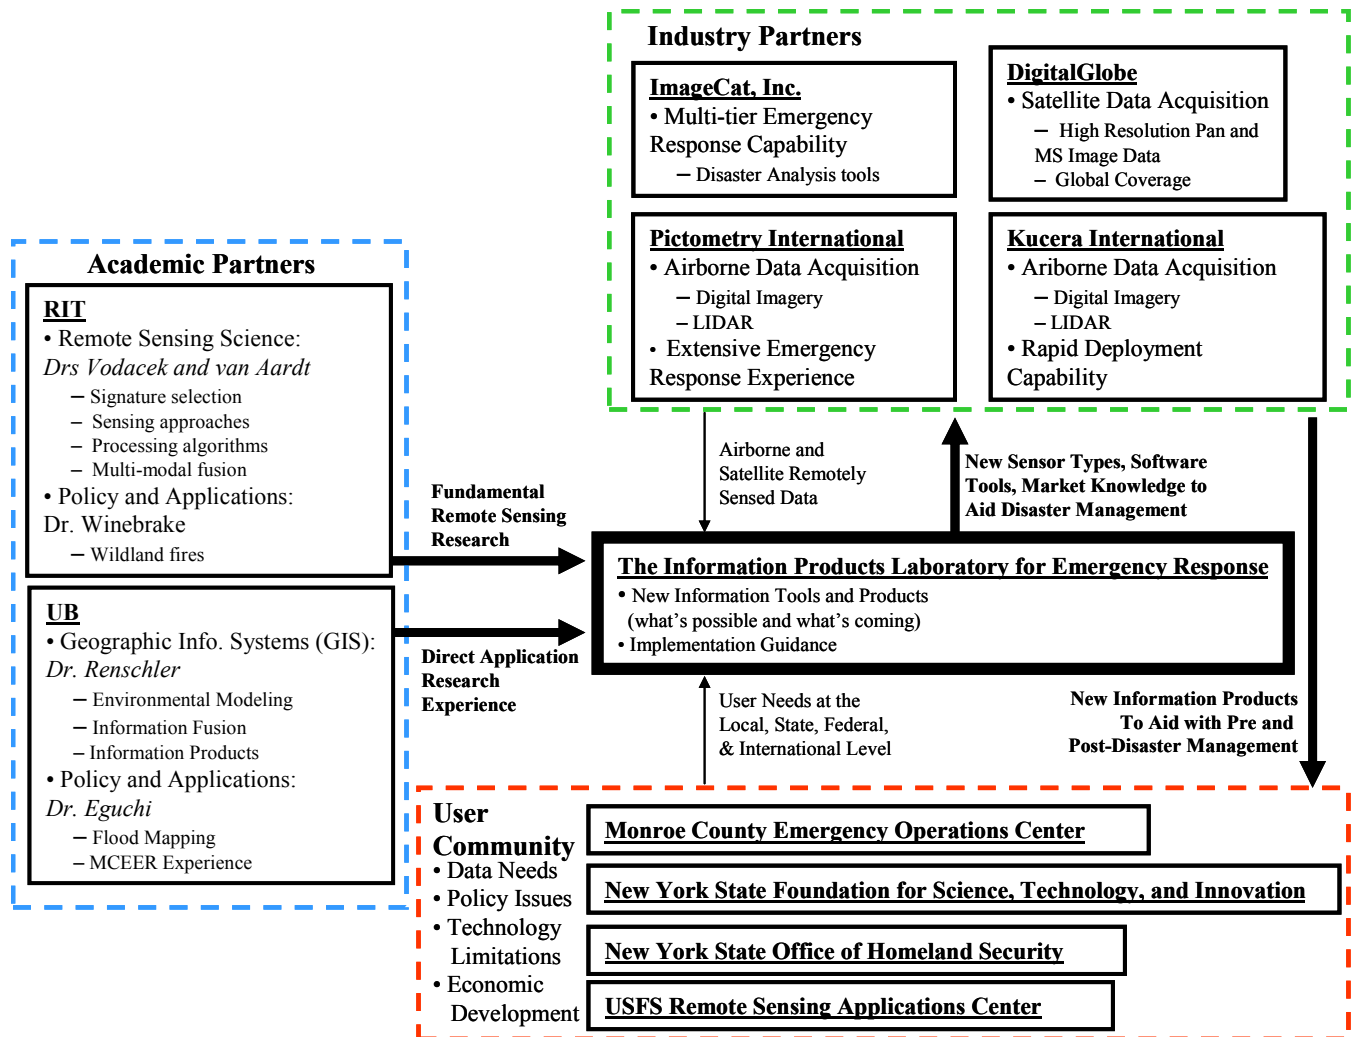 Industry Partners
ImageCat, Inc.
• Multi-tier Emergency
Response Capability
– Disaster Analysis tools
DigitalGlobe
• Satellite Data Acquisition
– High Resolution Pan and
MS Image Data
– Global Coverage
Pictometry International
• Airborne Data Acquisition
– Digital Imagery
– LIDAR
• Extensive Emergency
Response Experience
Kucera International
• Ariborne Data Acquisition
– Digital Imagery
– LIDAR
• Rapid Deployment
Capability
Academic Partners
RIT
• Remote Sensing Science:
Drs Vodacek and van Aardt
– Signature selection
– Sensing approaches
– Processing algorithms
– Multi-modal fusion
• Policy and Applications:
Dr. Winebrake
– Wildland fires
UB
• Geographic Info. Systems (GIS):
Dr. Renschler
– Environmental Modeling
– Information Fusion
– Information Products
• Policy and Applications:
Dr. Eguchi
– Flood Mapping
– MCEER Experience
Fundamental
Remote Sensing
Research
Direct Application
Research
Experience
Airborne and
Satellite Remotely
Sensed Data
New Sensor Types, Software
Tools, Market Knowledge to
Aid Disaster Management
The Information Products Laboratory for Emergency Response
• New Information Tools and Products
(what's possible and what's coming)
• Implementation Guidance
User Needs at the
Local, State, Federal,
& International Level
New Information Products
To Aid with Pre and
Post-Disaster Management
User
Community
• Data Needs
• Policy Issues
• Technology
Limitations
• Economic
Development
Monroe County Emergency Operations Center
New York State Foundation for Science, Technology, and Innovation
New York State Office of Homeland Security
USFS Remote Sensing Applications Center